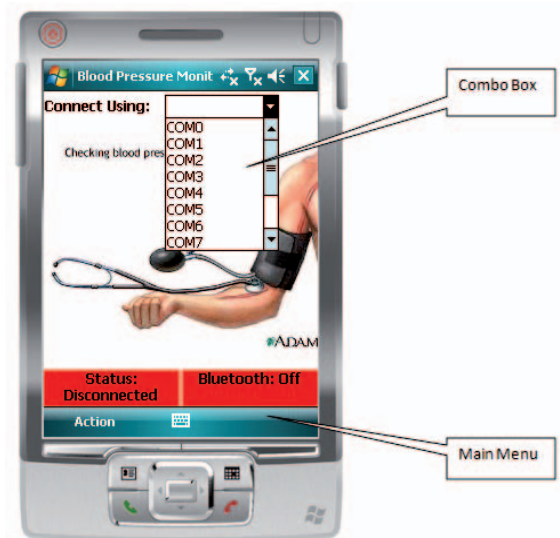 Blood Pressure Monit
Connect Using:
COM0
COM1
COM2
COM3
COM4
COM5
COM6
COM7
Checking blood pres
ADAM
Status: Disconnected
Bluetooth: Off
Action
Combo Box
Main Menu